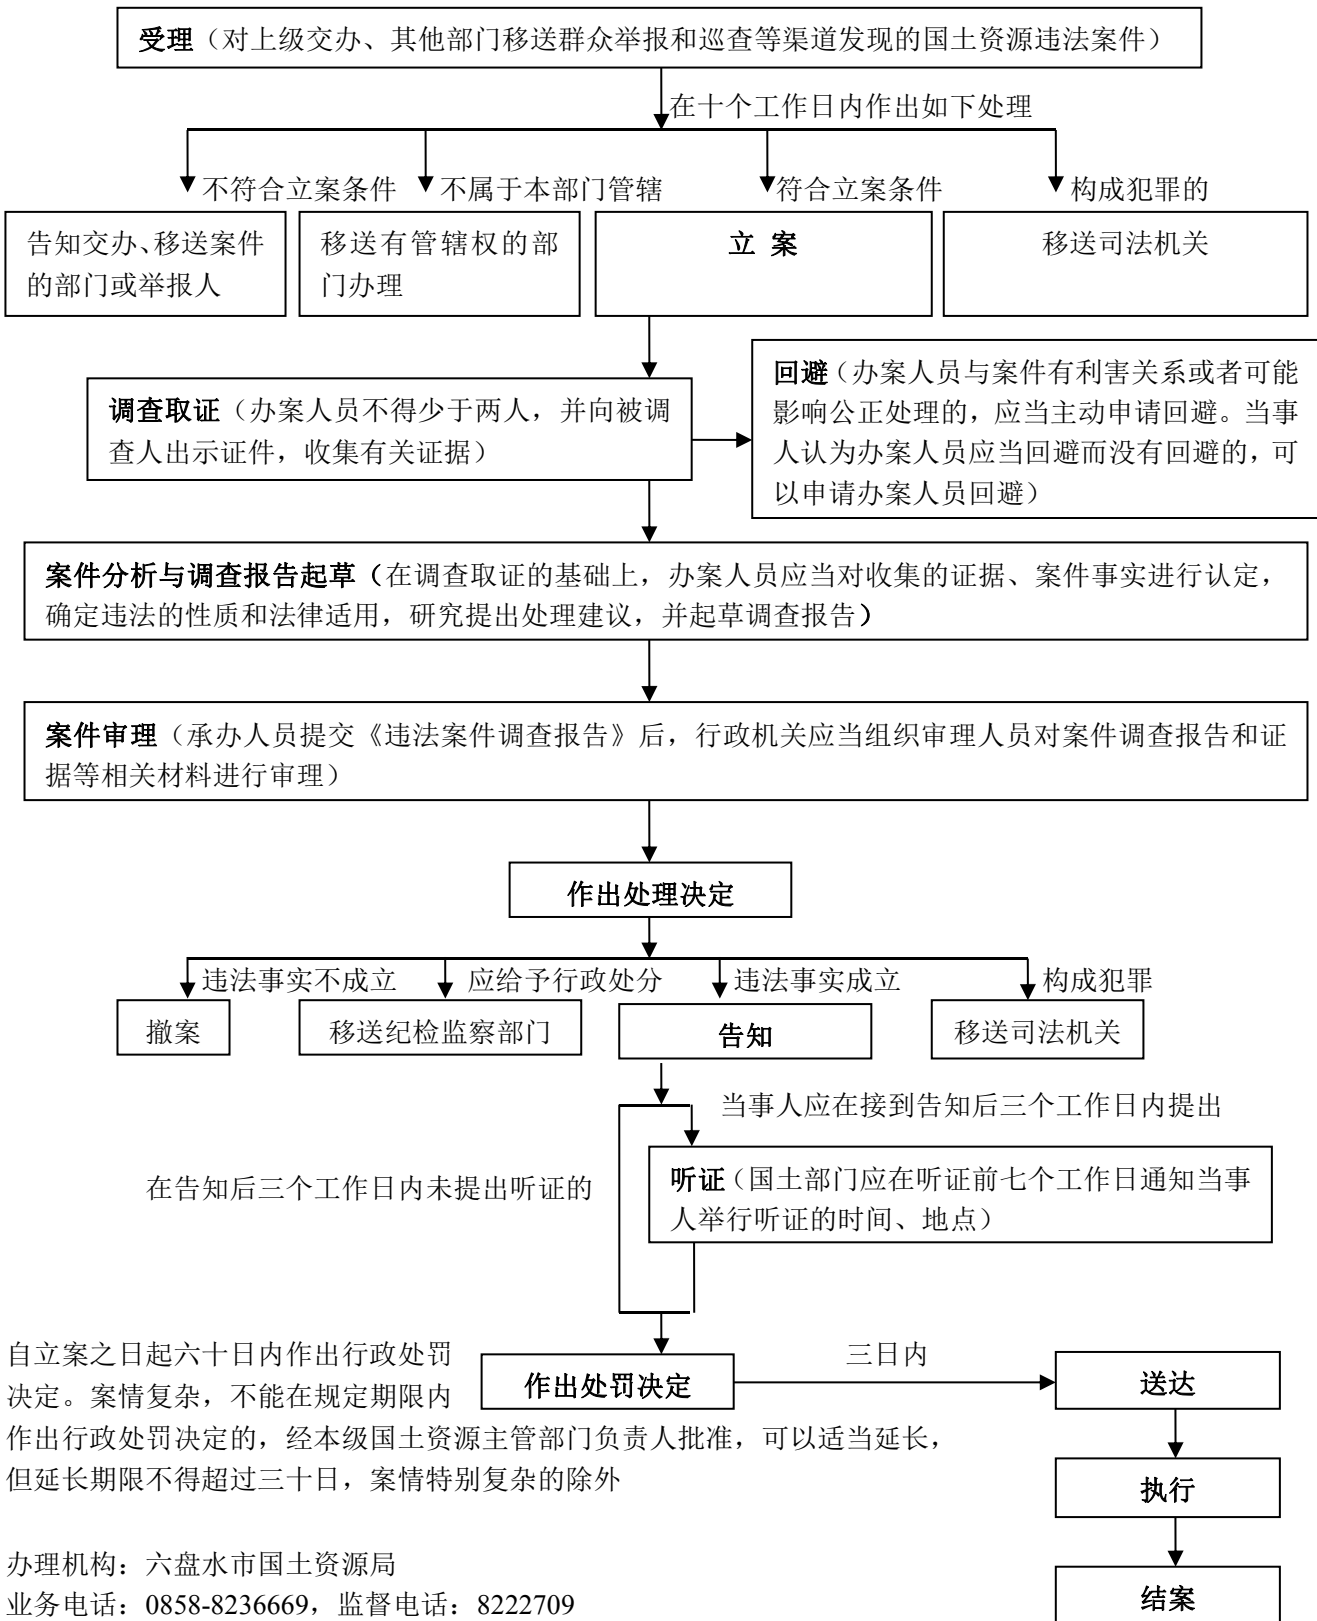 受理（对上级交办、其他部门移送群众举报和巡查等渠道发现的国土资源违法案件）
在十个工作日内作出如下处理
不符合立案条件
不属于本部门管辖
符合立案条件
构成犯罪的
告知交办、移送案件
的部门或举报人
移送有管辖权的部
门办理
立 案
移送司法机关
调查取证（办案人员不得少于两人，并向被调
查人出示证件，收集有关证据）
回避（办案人员与案件有利害关系或者可能
影响公正处理的，应当主动申请回避。当事
人认为办案人员应当回避而没有回避的，可
以申请办案人员回避）
案件分析与调查报告起草（在调查取证的基础上，办案人员应当对收集的证据、案件事实进行认定，
确定违法的性质和法律适用，研究提出处理建议，并起草调查报告）
案件审理（承办人员提交《违法案件调查报告》后，行政机关应当组织审理人员对案件调查报告和证
据等相关材料进行审理）
作出处理决定
违法事实不成立
应给予行政处分
违法事实成立
构成犯罪
撤案
移送纪检监察部门
告知
移送司法机关
当事人应在接到告知后三个工作日内提出
在告知后三个工作日内未提出听证的
听证（国土部门应在听证前七个工作日通知当事
人举行听证的时间、地点）
作出处罚决定
三日内
送达
执行
结案
自立案之日起六十日内作出行政处罚
决定。案情复杂，不能在规定期限内
作出行政处罚决定的，经本级国土资源主管部门负责人批准，可以适当延长，
但延长期限不得超过三十日，案情特别复杂的除外
办理机构：六盘水市国土资源局
业务电话：0858-8236669，监督电话：8222709